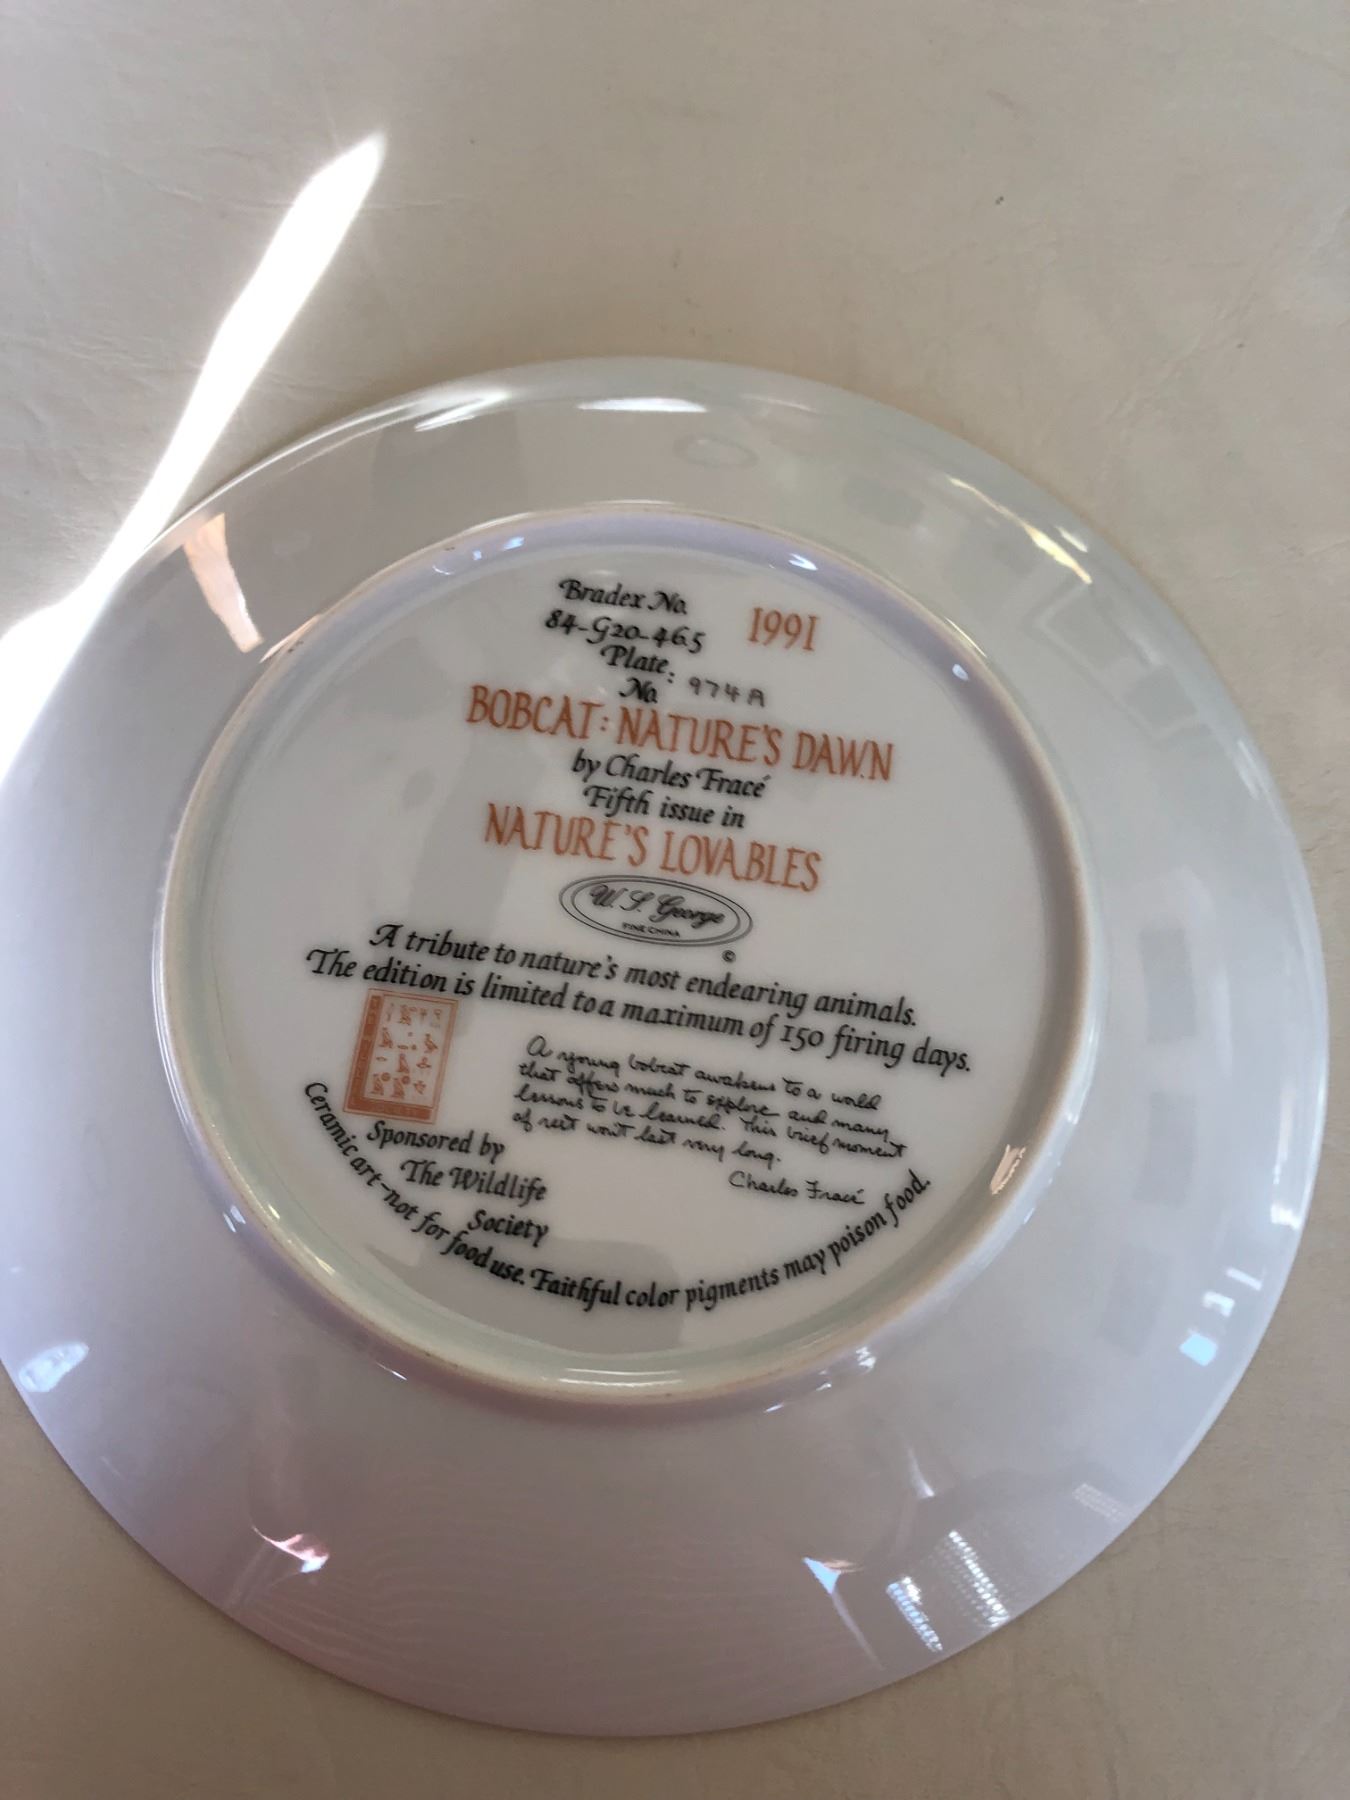 Bradex No.
84-G20-46.5
1991
Plate No.: 974A
BOBCAT: NATURE'S DAWN
by Charles Fracé
Fifth issue in
NATURE'S LOVABLES
W. S. George
FINE CHINA
©
A tribute to nature's most endearing animals.
The edition is limited to a maximum of 150 firing days.
A young bobcat awakens to a world
that offers much to explore and many
lessons to be learned. This brief moment
of rest won't last very long.
Charles Fracé
Sponsored by
The Wildlife
Society
Ceramic art-not for food use. Faithful color pigments may poison food.